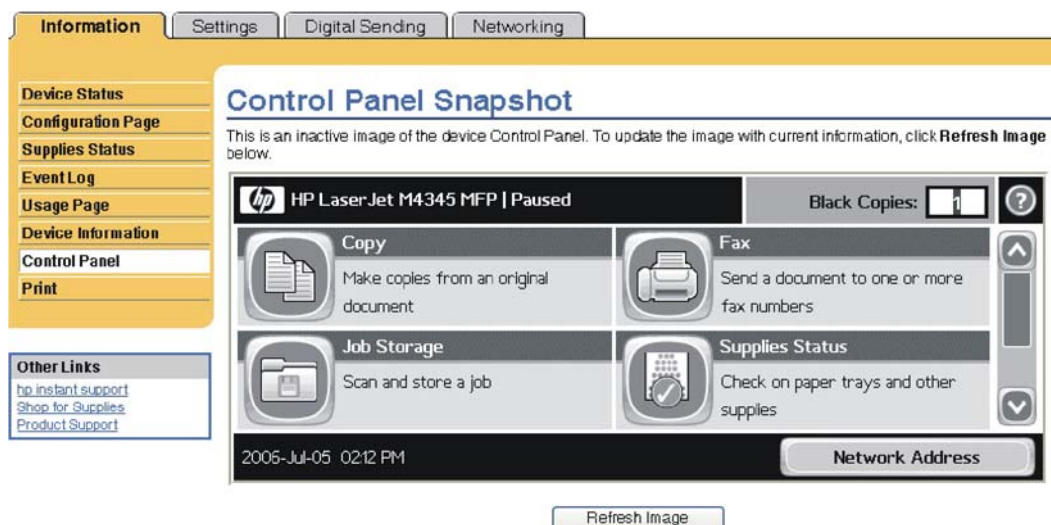 Information
Settings
Digital Sending
Networking
Device Status
Configuration Page
Supplies Status
Event Log
Usage Page
Device Information
Control Panel
Print
Other Links
hp instant support
Shop for Supplies
Product Support
Control Panel Snapshot
This is an inactive image of the device Control Panel. To update the image with current information, click Refresh Image
below.
hp HP LaserJet M4345 MFP | Paused
Black Copies: 1 ?
Copy
Make copies from an original
document
Fax
Send a document to one or more
fax numbers
Job Storage
Scan and store a job
Supplies Status
Check on paper trays and other
supplies
2006-Jul-05 02:12 PM
Network Address
Refresh Image